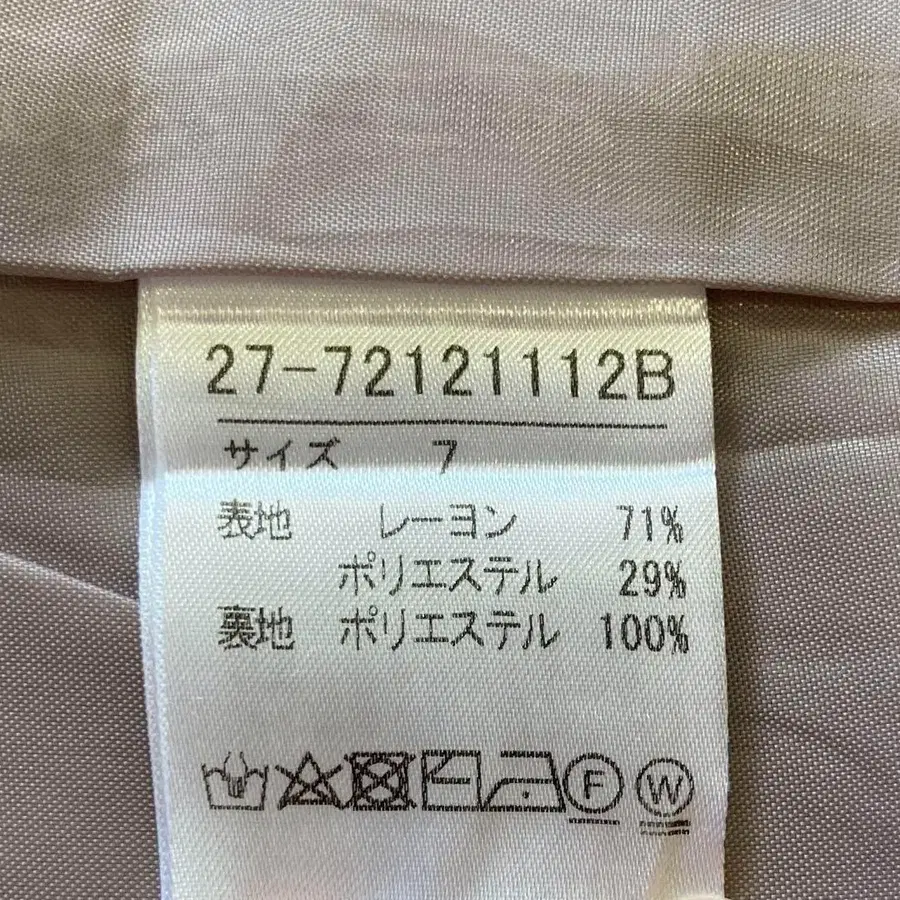 27-72121112B
サイズ 7
表地 レーヨン 71%
ポリエステル 29%
裏地 ポリエステル 100%
F W